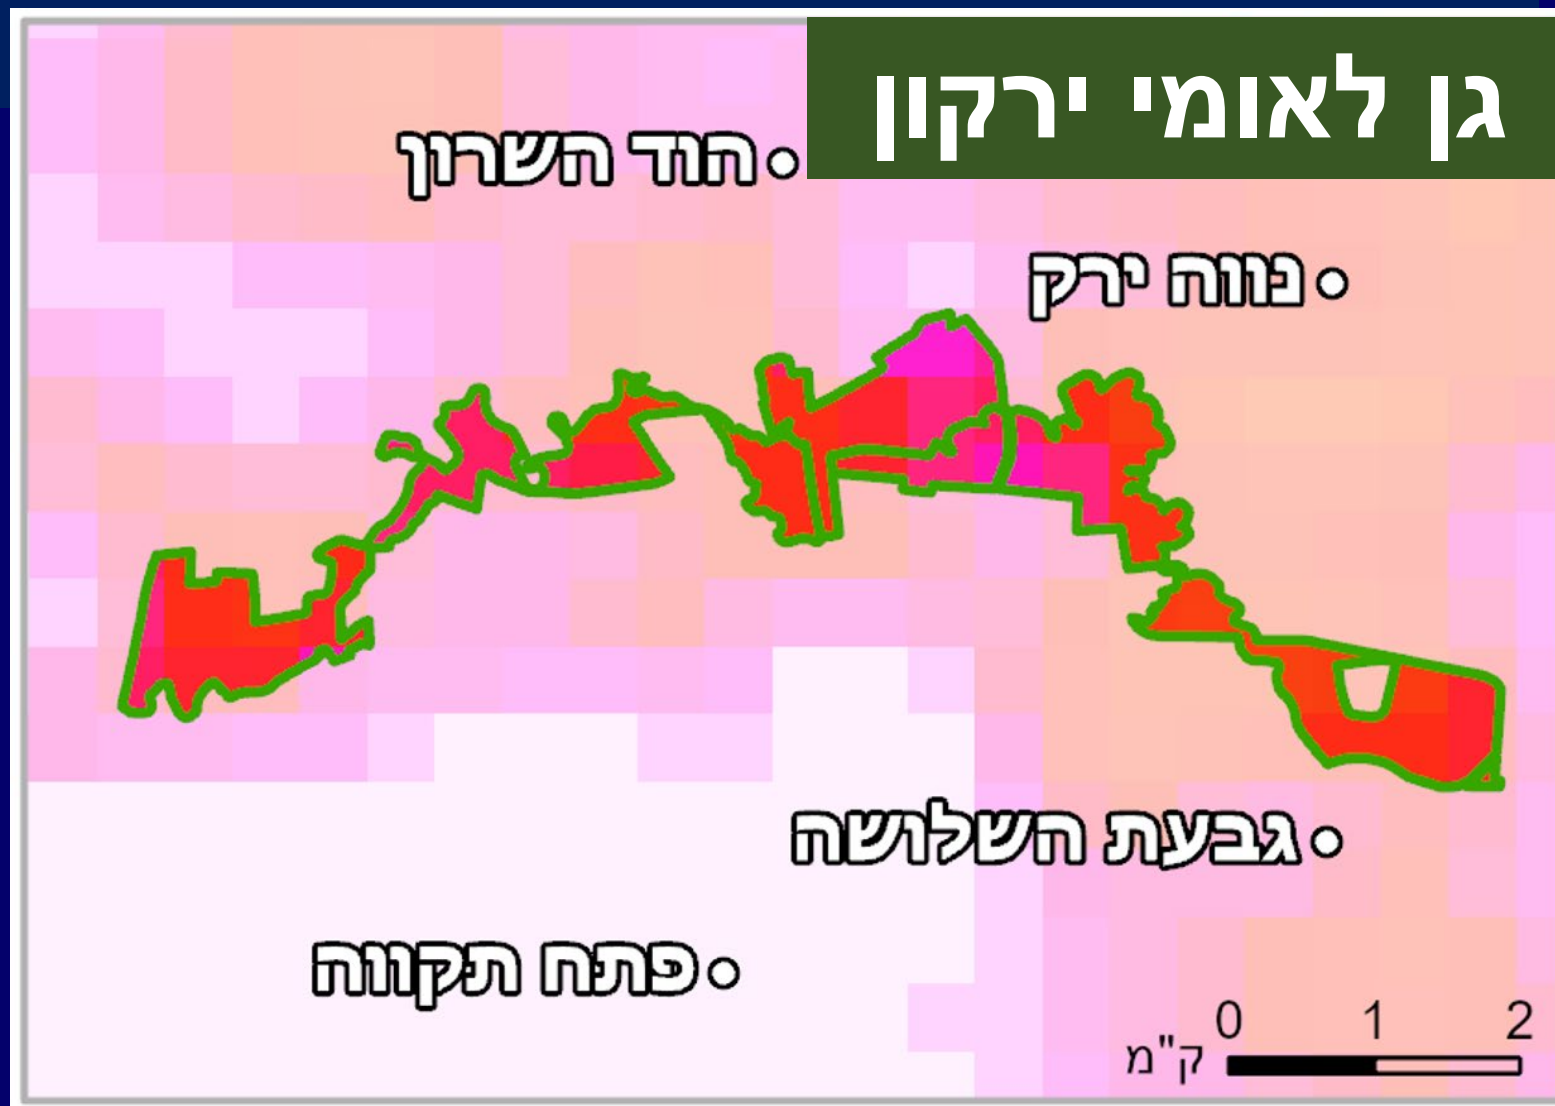 גן לאומי ירקון
הוד השרון
נווה ירק
גבעת השלושה
פתח תקווה
0 1 2
ק"מ